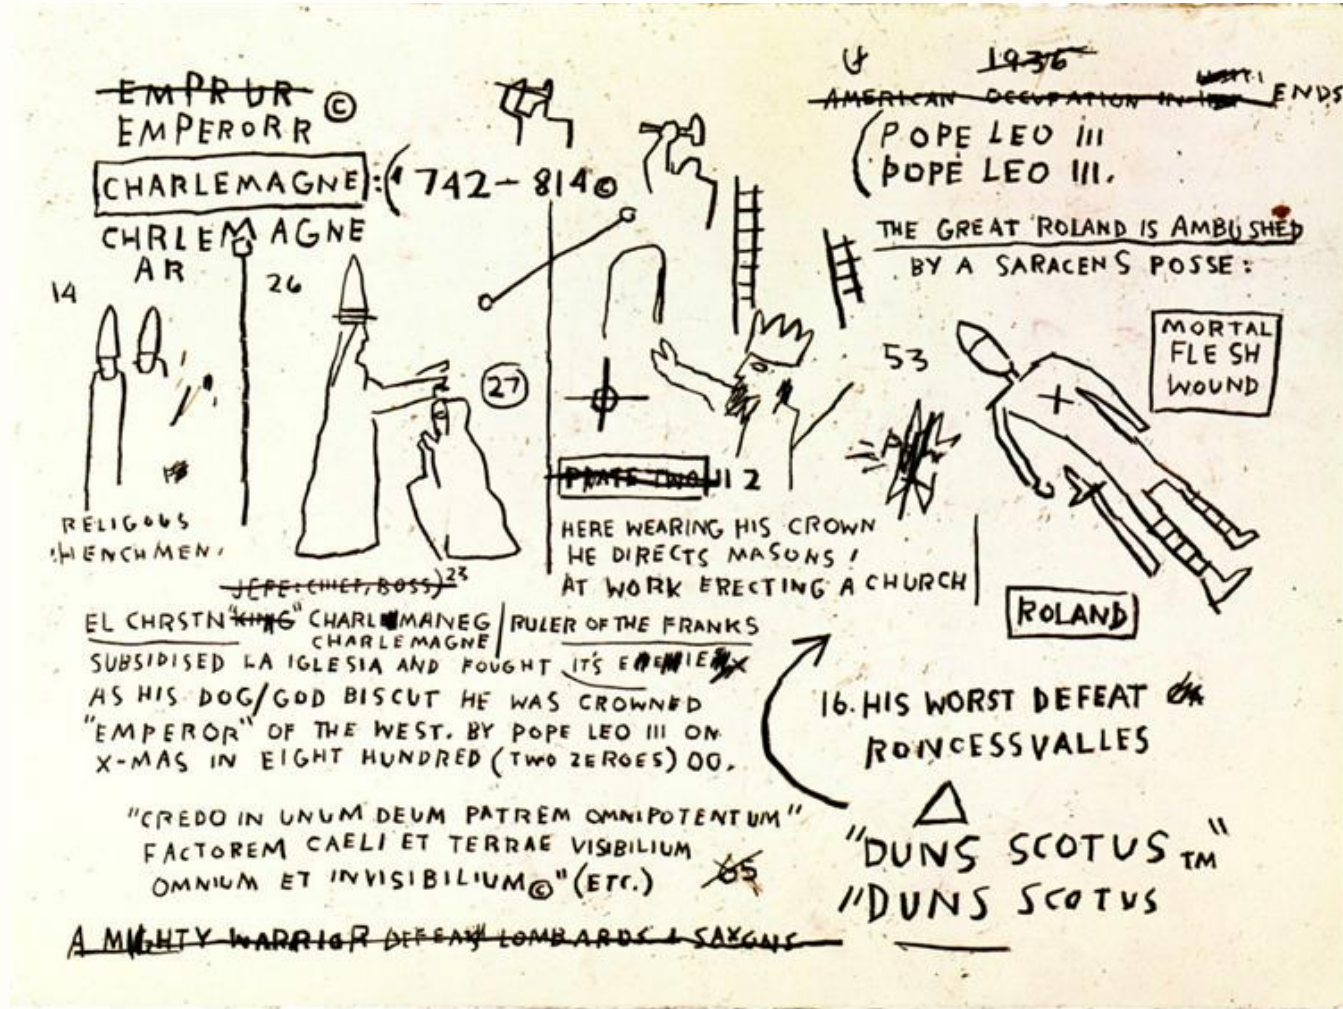 EMPRUR ©
EMPERORR
CHARLEMAGNE : ( 742 – 814 ©
CHRLEMAGNE
AR
14
26
27
RELIGOUS
HENCHMEN.
JEFE: CHIEF, BOSS) 23
PLATE TWO 2
HERE WEARING HIS CROWN
HE DIRECTS MASONS!
AT WORK ERECTING A CHURCH
1936
AMERICAN OCCUPATION IN ENDS
(POPE LEO III
POPE LEO III.
THE GREAT ROLAND IS AMBUSHED
BY A SARACENS POSSE:
53
MORTAL
FLESH
WOUND
ROLAND
EL CHRSTN "KING" CHARLMANEG / RULER OF THE FRANKS
CHARLEMAGNE
SUBSIDISED LA IGLESIA AND FOUGHT IT'S
AS HIS DOG/GOD BISCUT HE WAS CROWNED
"EMPEROR" OF THE WEST. BY POPE LEO III ON
X-MAS IN EIGHT HUNDRED (TWO ZEROES) 00.
"CREDO IN UNUM DEUM PATREM OMNIPOTENTUM"
FACTOREM CAELI ET TERRAE VISIBILIUM
OMNIUM ET INVISIBILIUM ©" (ETC.) 65
A MIGHTY WARRIOR DEFEATS LOMBARDS & SAXONS
16. HIS WORST DEFEAT
RONCESSVALLES
"DUNS SCOTUS TM"
"DUNS SCOTUS